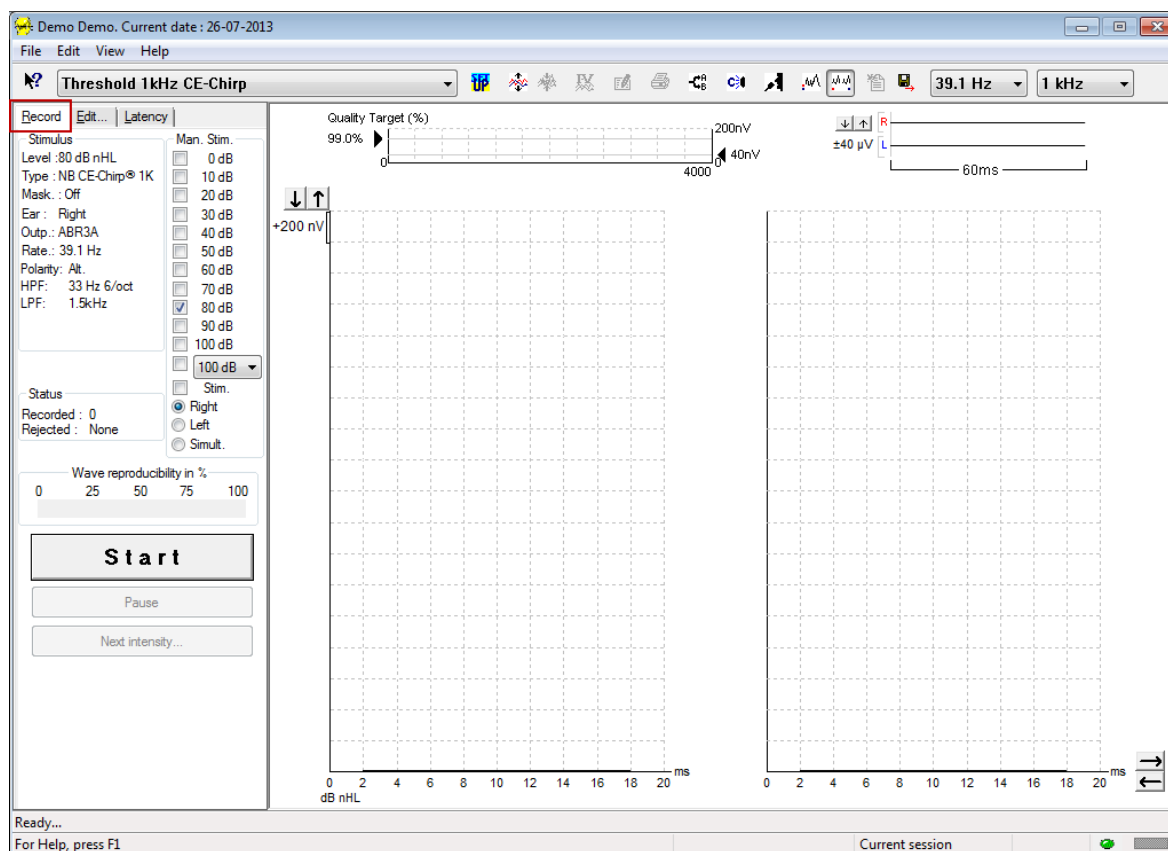 Demo Demo. Current date : 26-07-2013
File Edit View Help
Threshold 1kHz CE-Chirp
39.1 Hz
1 kHz
Record Edit... Latency
Stimulus
Level :80 dB nHL
Type : NB CE-Chirp® 1K
Mask. : Off
Ear : Right
Outp.: ABR3A
Rate.: 39.1 Hz
Polarity: Alt.
HPF: 33 Hz 6/oct
LPF: 1.5kHz
Man. Stim.
0 dB
10 dB
20 dB
30 dB
40 dB
50 dB
60 dB
70 dB
80 dB
90 dB
100 dB
100 dB
Stim.
Right
Left
Simult.
Status
Recorded : 0
Rejected : None
Wave reproducibility in %
0 25 50 75 100
Start
Pause
Next intensity...
Quality Target (%)
99.0%
0
200nV
40nV
0
4000
R
±40 µV L
60ms
+200 nV
0 2 4 6 8 10 12 14 16 18 20 ms
dB nHL
0 2 4 6 8 10 12 14 16 18 20 ms
Ready...
For Help, press F1
Current session